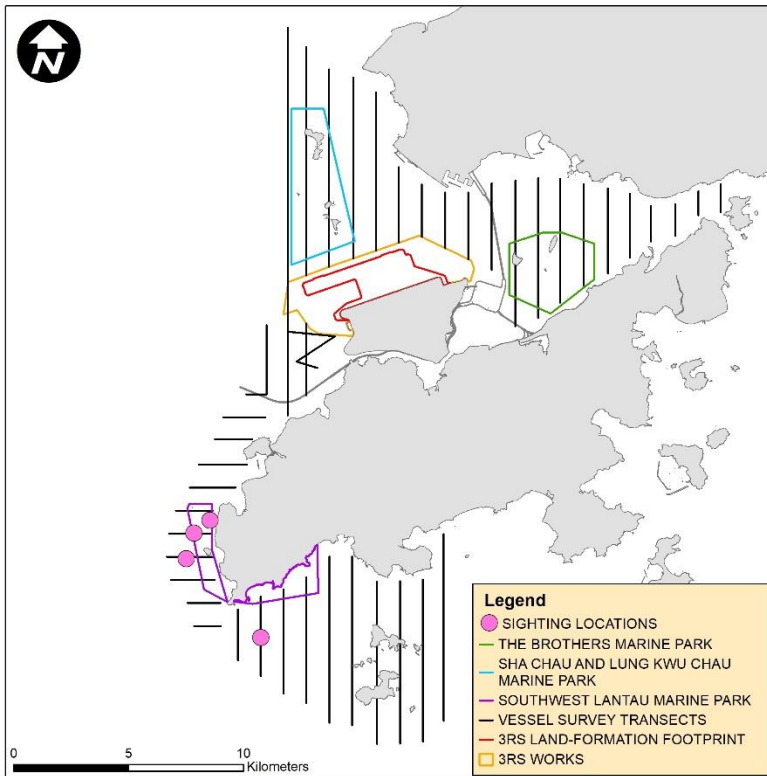 N
Legend
SIGHTING LOCATIONS
THE BROTHERS MARINE PARK
SHA CHAU AND LUNG KWU CHAU
MARINE PARK
SOUTHWEST LANTAU MARINE PARK
VESSEL SURVEY TRANSECTS
3RS LAND-FORMATION FOOTPRINT
3RS WORKS
0 5 10
Kilometers